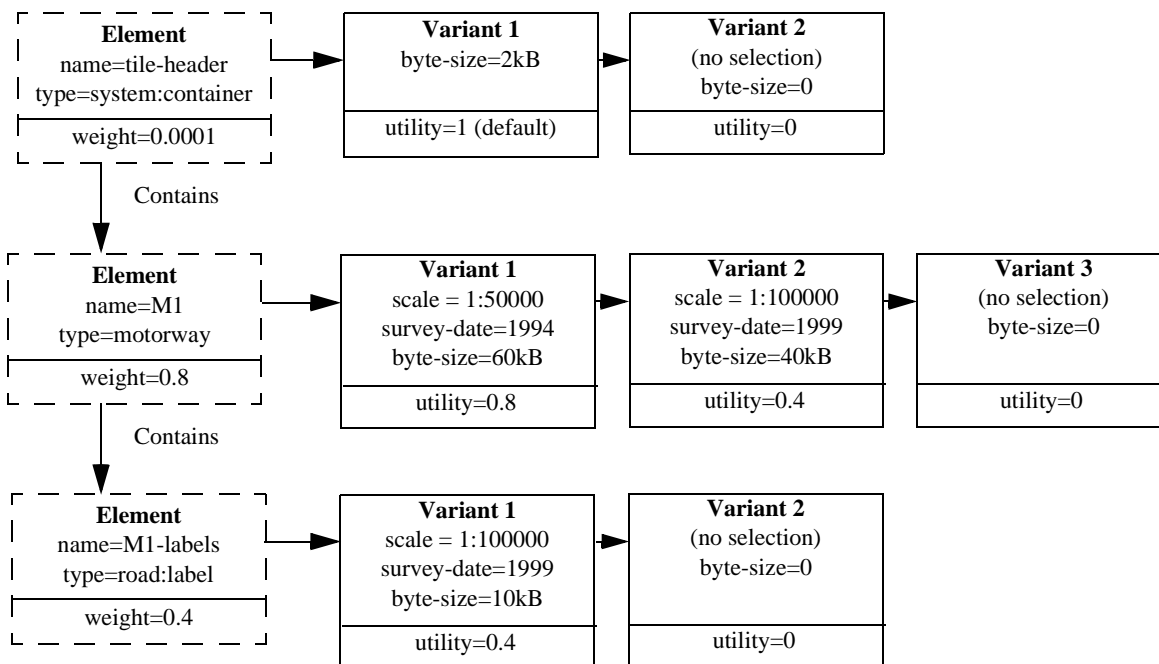 Element
name=tile-header
type=system:container
weight=0.0001
Variant 1
byte-size=2kB
utility=1 (default)
Variant 2
(no selection)
byte-size=0
utility=0
Contains
Element
name=M1
type=motorway
weight=0.8
Variant 1
scale = 1:50000
survey-date=1994
byte-size=60kB
utility=0.8
Variant 2
scale = 1:100000
survey-date=1999
byte-size=40kB
utility=0.4
Variant 3
(no selection)
byte-size=0
utility=0
Contains
Element
name=M1-labels
type=road:label
weight=0.4
Variant 1
scale = 1:100000
survey-date=1999
byte-size=10kB
utility=0.4
Variant 2
(no selection)
byte-size=0
utility=0